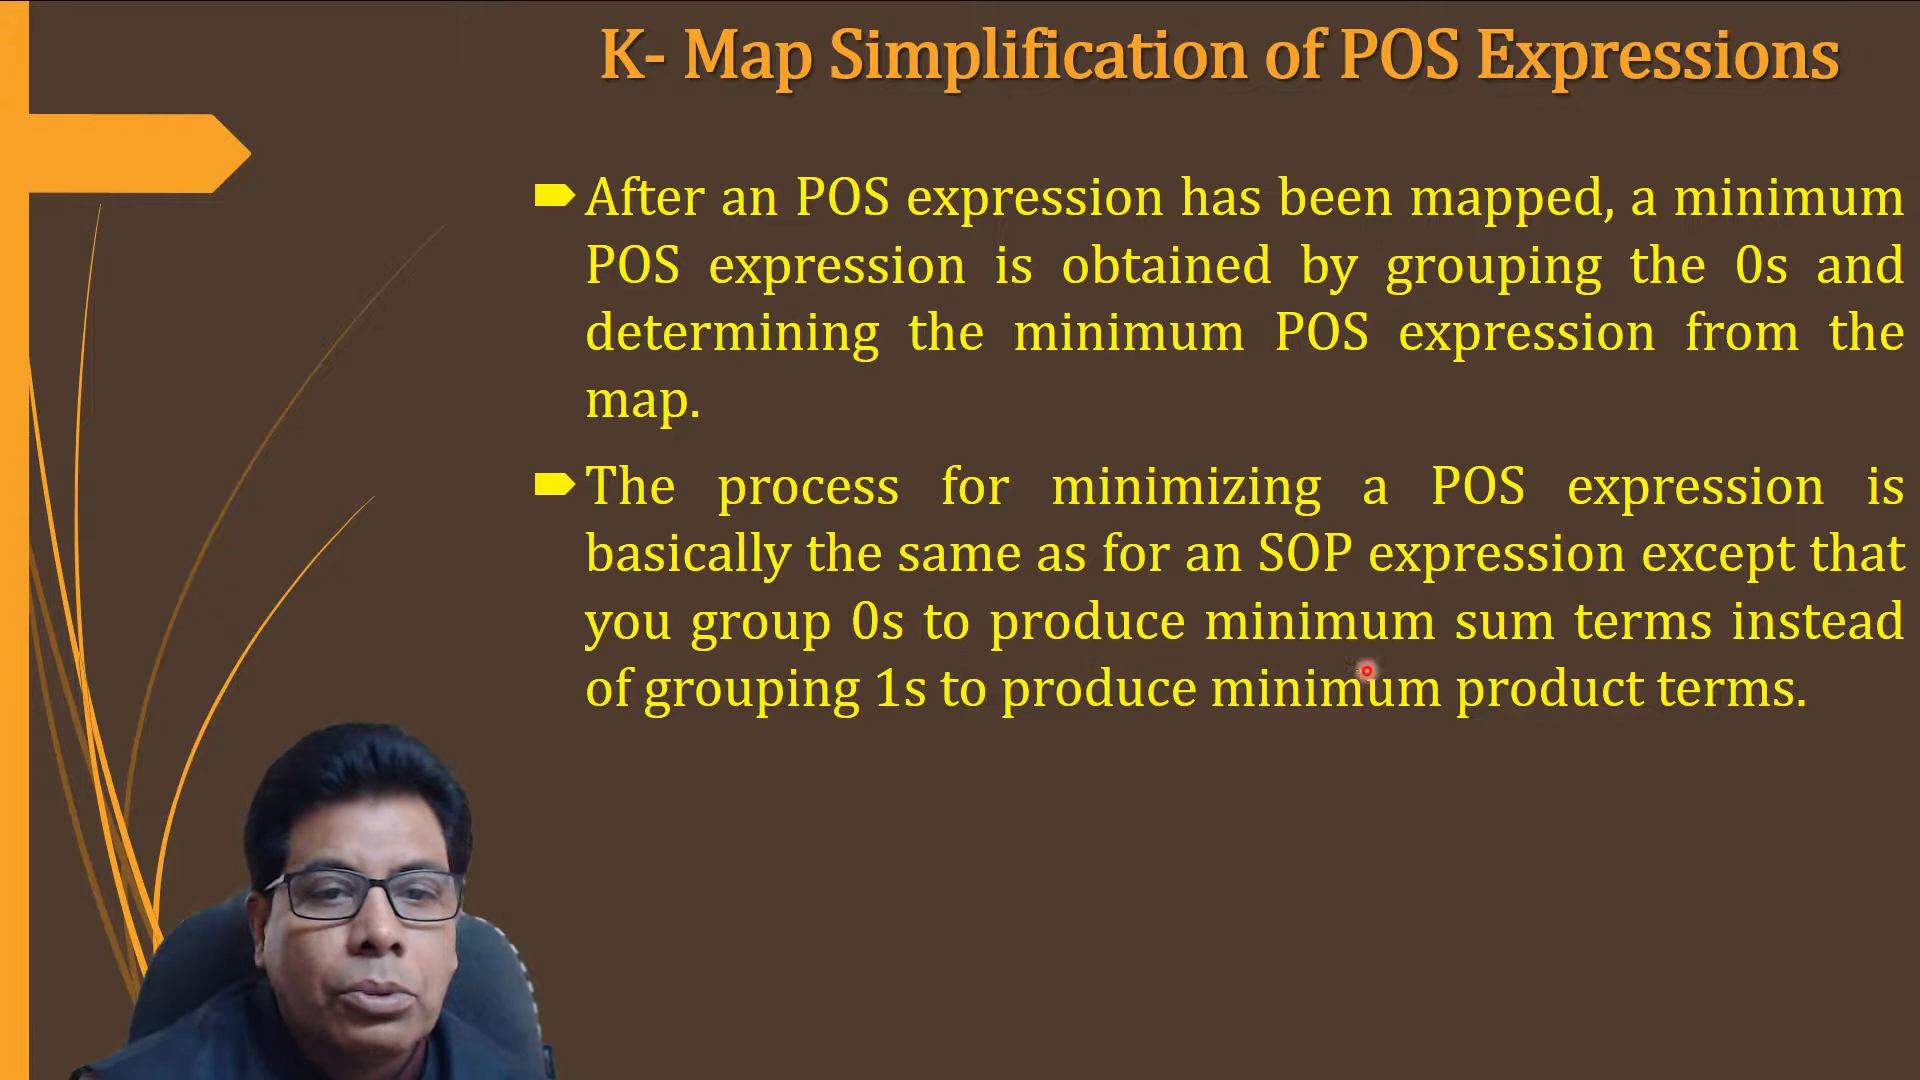 K- Map Simplification of POS Expressions
After an POS expression has been mapped, a minimum
POS expression is obtained by grouping the 0s and
determining the minimum POS expression from the
map.
The process for minimizing a POS expression is
basically the same as for an SOP expression except that
you group 0s to produce minimum sum terms instead
of grouping 1s to produce minimum product terms.